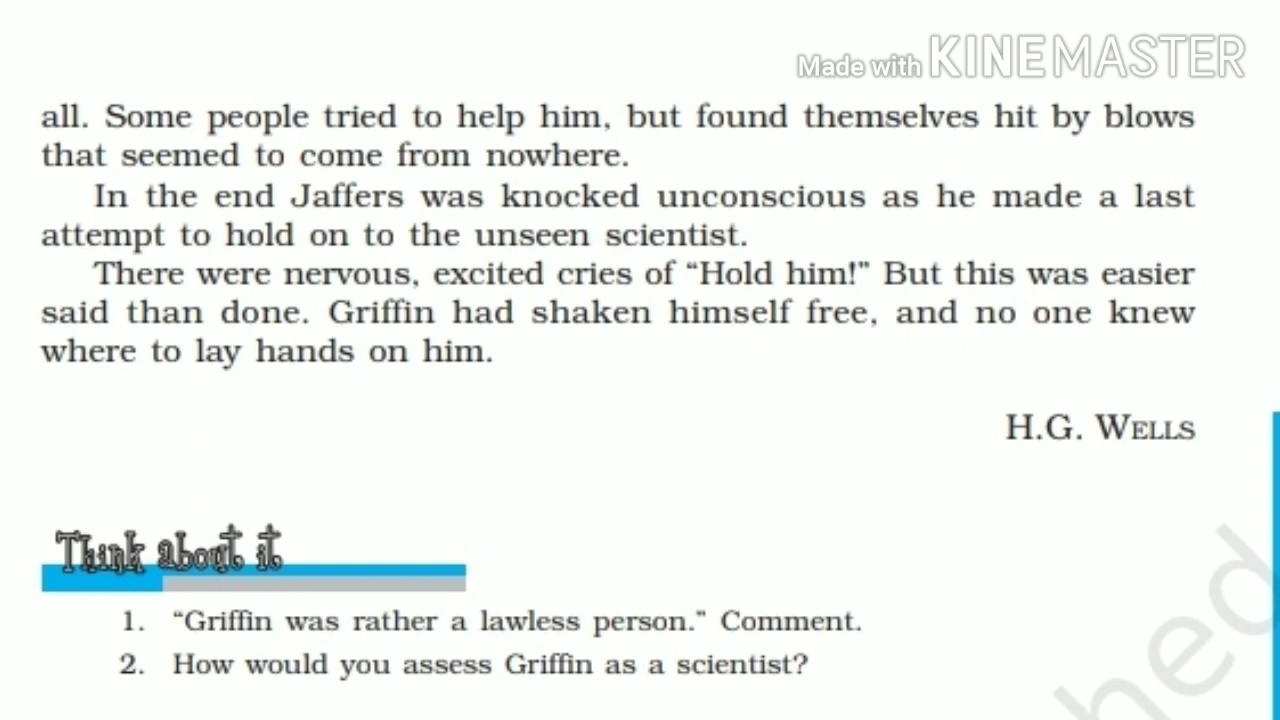 Made with KINEMASTER
all. Some people tried to help him, but found themselves hit by blows
that seemed to come from nowhere.
In the end Jaffers was knocked unconscious as he made a last
attempt to hold on to the unseen scientist.
There were nervous, excited cries of “Hold him!” But this was easier
said than done. Griffin had shaken himself free, and no one knew
where to lay hands on him.
H.G. WELLS
Think about it
1. “Griffin was rather a lawless person.” Comment.
2. How would you assess Griffin as a scientist?
hed